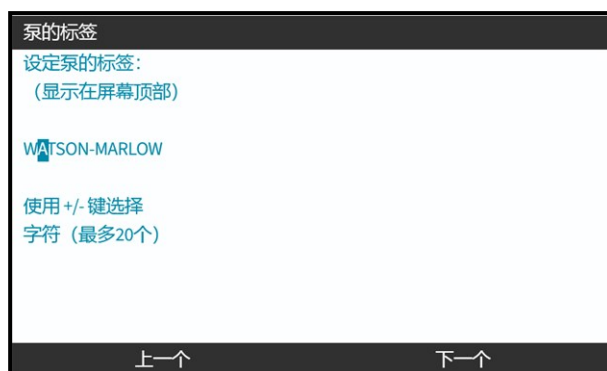 泵的标签
设定泵的标签：
（显示在屏幕顶部）
WATSON-MARLOW
使用 +/- 键选择
字符（最多20个）
上一个
下一个